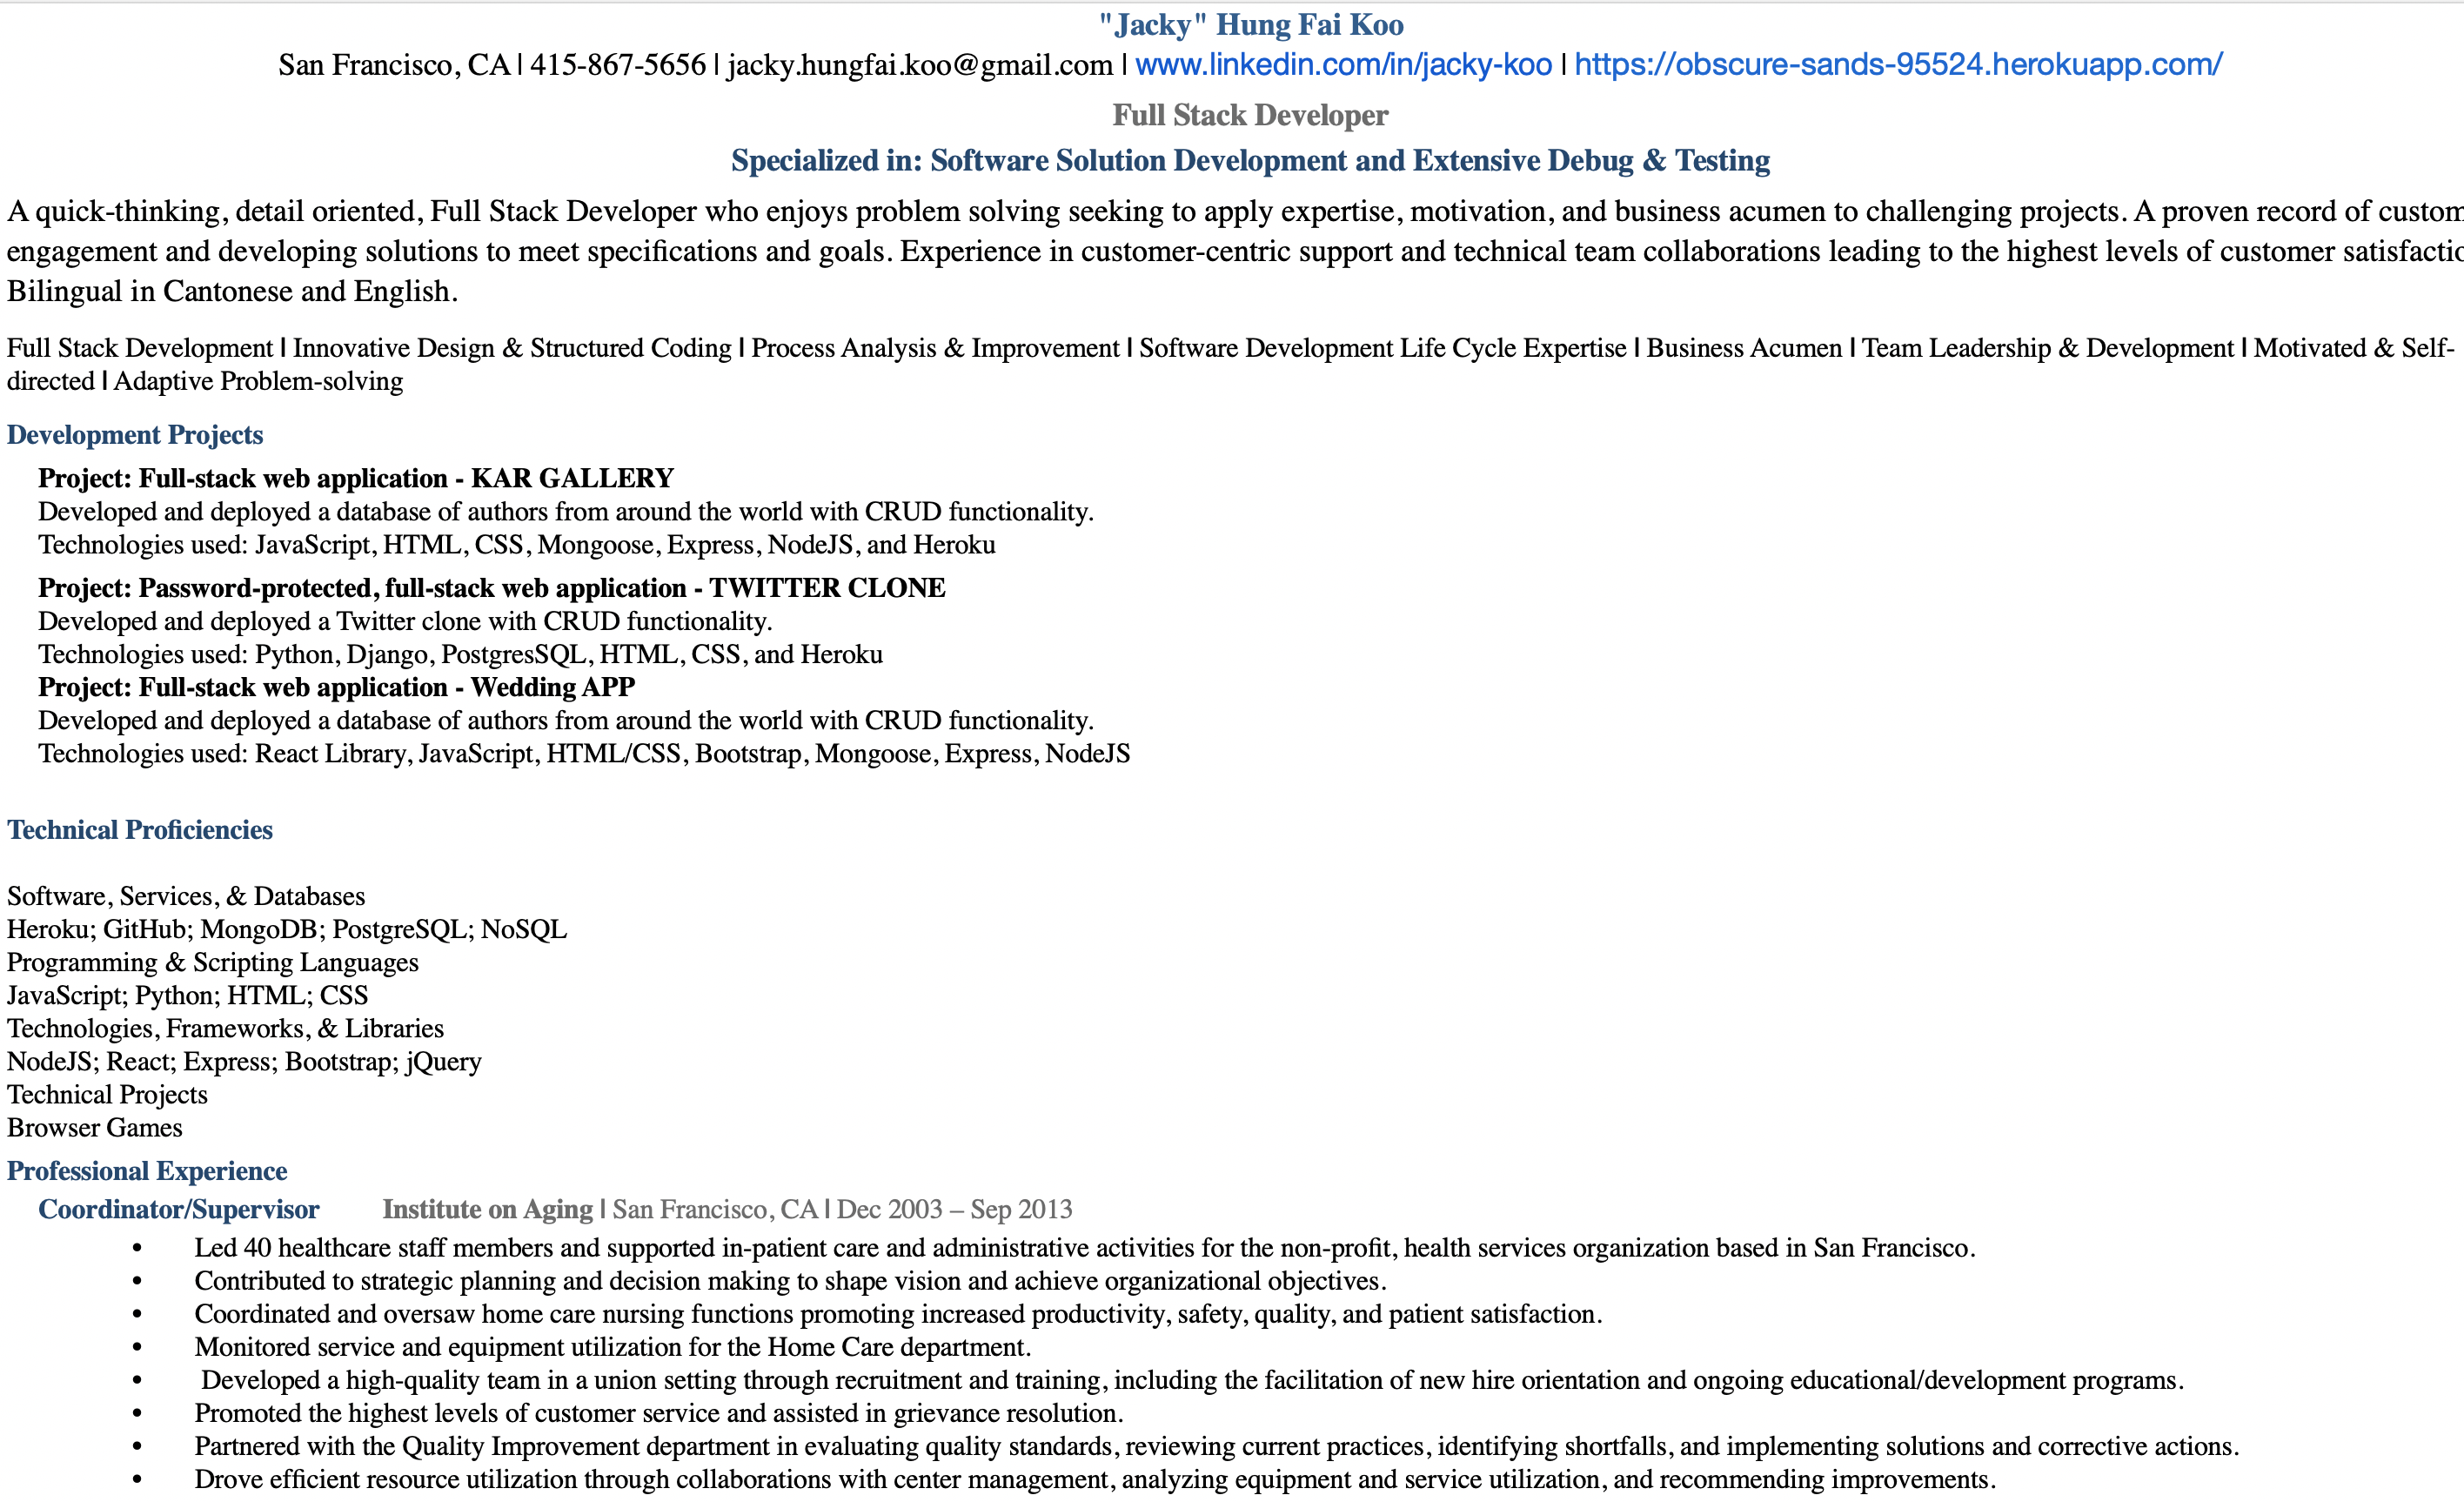 "Jacky" Hung Fai Koo
San Francisco, CA | 415-867-5656 | jacky.hungfai.koo@gmail.com | www.linkedin.com/in/jacky-koo | https://obscure-sands-95524.herokuapp.com/
Full Stack Developer
Specialized in: Software Solution Development and Extensive Debug & Testing
A quick-thinking, detail oriented, Full Stack Developer who enjoys problem solving seeking to apply expertise, motivation, and business acumen to challenging projects. A proven record of custom
engagement and developing solutions to meet specifications and goals. Experience in customer-centric support and technical team collaborations leading to the highest levels of customer satisfactio
Bilingual in Cantonese and English.
Full Stack Development | Innovative Design & Structured Coding | Process Analysis & Improvement | Software Development Life Cycle Expertise | Business Acumen | Team Leadership & Development | Motivated & Self-
directed | Adaptive Problem-solving
Development Projects
Project: Full-stack web application - KAR GALLERY
Developed and deployed a database of authors from around the world with CRUD functionality.
Technologies used: JavaScript, HTML, CSS, Mongoose, Express, NodeJS, and Heroku
Project: Password-protected, full-stack web application - TWITTER CLONE
Developed and deployed a Twitter clone with CRUD functionality.
Technologies used: Python, Django, PostgresSQL, HTML, CSS, and Heroku
Project: Full-stack web application - Wedding APP
Developed and deployed a database of authors from around the world with CRUD functionality.
Technologies used: React Library, JavaScript, HTML/CSS, Bootstrap, Mongoose, Express, NodeJS
Technical Proficiencies
Software, Services, & Databases
Heroku; GitHub; MongoDB; PostgreSQL; NoSQL
Programming & Scripting Languages
JavaScript; Python; HTML; CSS
Technologies, Frameworks, & Libraries
NodeJS; React; Express; Bootstrap; jQuery
Technical Projects
Browser Games
Professional Experience
Coordinator/Supervisor Institute on Aging | San Francisco, CA | Dec 2003 – Sep 2013
• Led 40 healthcare staff members and supported in-patient care and administrative activities for the non-profit, health services organization based in San Francisco.
• Contributed to strategic planning and decision making to shape vision and achieve organizational objectives.
• Coordinated and oversaw home care nursing functions promoting increased productivity, safety, quality, and patient satisfaction.
• Monitored service and equipment utilization for the Home Care department.
• Developed a high-quality team in a union setting through recruitment and training, including the facilitation of new hire orientation and ongoing educational/development programs.
• Promoted the highest levels of customer service and assisted in grievance resolution.
• Partnered with the Quality Improvement department in evaluating quality standards, reviewing current practices, identifying shortfalls, and implementing solutions and corrective actions.
• Drove efficient resource utilization through collaborations with center management, analyzing equipment and service utilization, and recommending improvements.